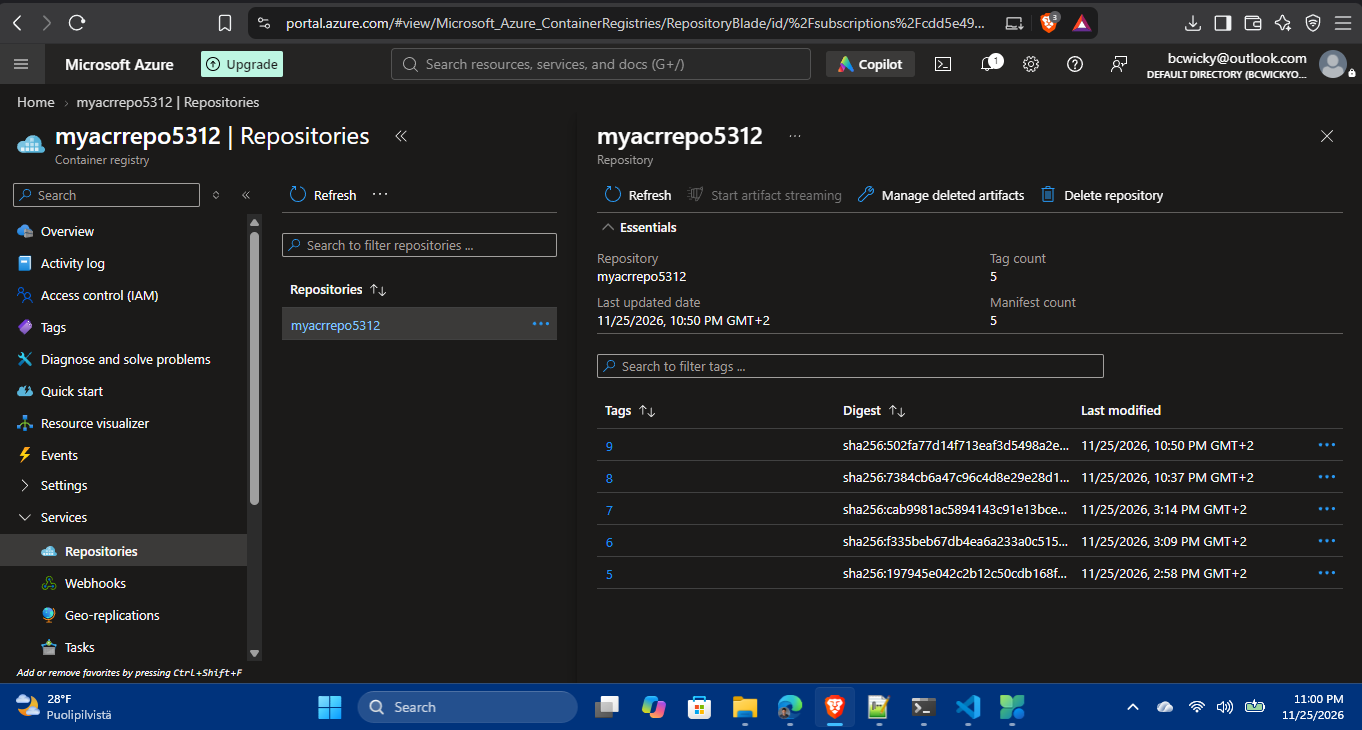 portal.azure.com/#view/Microsoft_Azure_ContainerRegistries/RepositoryBlade/id/%2Fsubscriptions%2Fcdd5e49...
3
Microsoft Azure
Upgrade
Search resources, services, and docs (G+/)
Copilot
1
bcwicky@outlook.com
DEFAULT DIRECTORY (BCWICKYO...
Home > myacrrepo5312 | Repositories
myacrrepo5312 | Repositories
Container registry
Search
Overview
Activity log
Access control (IAM)
Tags
Diagnose and solve problems
Quick start
Resource visualizer
Events
Settings
Services
Repositories
Webhooks
Geo-replications
Tasks
Add or remove favorites by pressing Ctrl+Shift+F
Refresh ...
Search to filter repositories ...
Repositories
myacrrepo5312 ...
myacrrepo5312 ...
Repository
Refresh
Start artifact streaming
Manage deleted artifacts
Delete repository
Essentials
Repository
myacrrepo5312
Tag count
5
Last updated date
11/25/2026, 10:50 PM GMT+2
Manifest count
5
Search to filter tags ...
Tags Digest Last modified
9 sha256:502fa77d14f713eaf3d5498a2e... 11/25/2026, 10:50 PM GMT+2 ...
8 sha256:7384cb6a47c96c4d8e29e28d1... 11/25/2026, 10:37 PM GMT+2 ...
7 sha256:cab9981ac5894143c91e13bce... 11/25/2026, 3:14 PM GMT+2 ...
6 sha256:f335beb67db4ea6a233a0c515... 11/25/2026, 3:09 PM GMT+2 ...
5 sha256:197945e042c2b12c50cdb168f... 11/25/2026, 2:58 PM GMT+2 ...
28°F
Puolipilvistä
Search
11:00 PM
11/25/2026